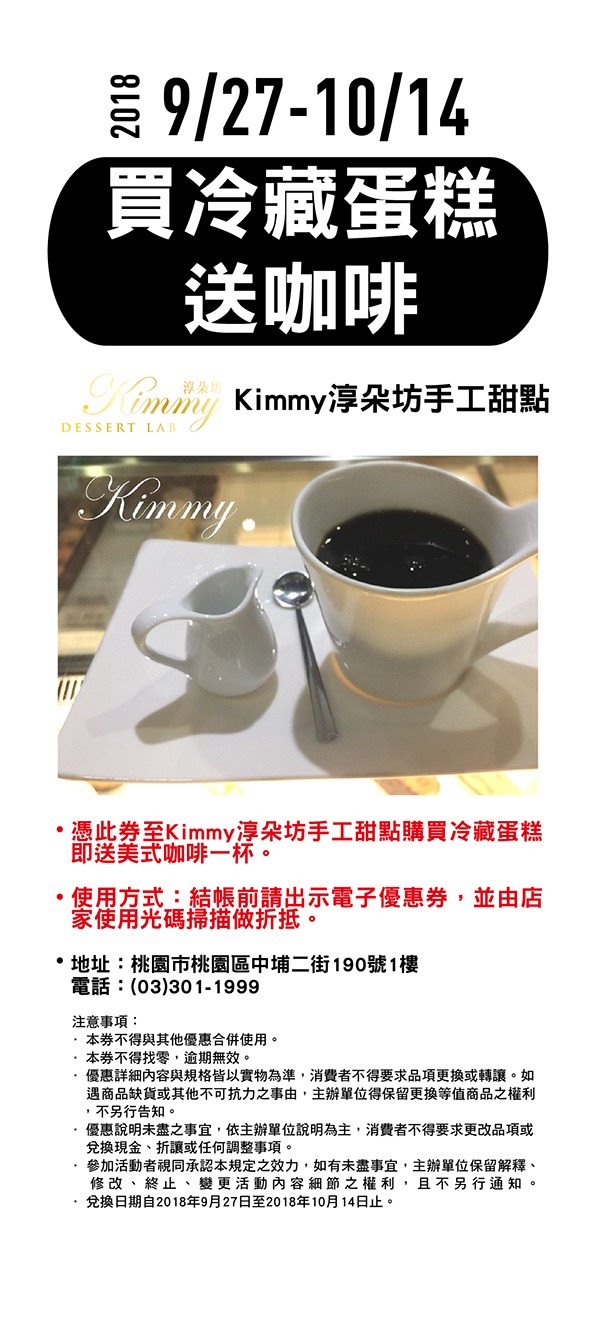 2018 9/27-10/14
買冷藏蛋糕
送咖啡
淳朵坊
Kimmy
DESSERT LAB
Kimmy淳朵坊手工甜點
Kimmy
•憑此券至Kimmy淳朵坊手工甜點購買冷藏蛋糕
即送美式咖啡一杯。
•使用方式：結帳前請出示電子優惠券，並由店
家使用光碼掃描做折抵。
•地址：桃園市桃園區中埔二街190號1樓
電話：(03)301-1999
注意事項：
· 本券不得與其他優惠合併使用。
· 本券不得找零，逾期無效。
· 優惠詳細內容與規格皆以實物為準，消費者不得要求品項更換或轉讓。如
遇商品缺貨或其他不可抗力之事由，主辦單位得保留更換等值商品之權利
，不另行告知。
· 優惠說明未盡之事宜，依主辦單位說明為主，消費者不得要求更改品項或
兌換現金、折讓或任何調整事項。
· 參加活動者視同承認本規定之效力，如有未盡事宜，主辦單位保留解釋、
修改、終止、變更活動內容細節之權利，且不另行通知。
· 兌換日期自2018年9月27日至2018年10月14日止。